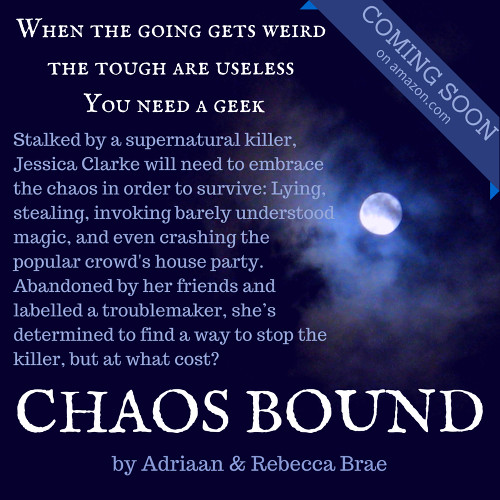 When the going gets weird
the tough are useless
You need a geek
COMING SOON
on amazon.com
Stalked by a supernatural killer,
Jessica Clarke will need to embrace
the chaos in order to survive: Lying,
stealing, invoking barely understood
magic, and even crashing the
popular crowd's house party.
Abandoned by her friends and
labelled a troublemaker, she's
determined to find a way to stop the
killer, but at what cost?
CHAOS BOUND
by Adriaan & Rebecca Brae